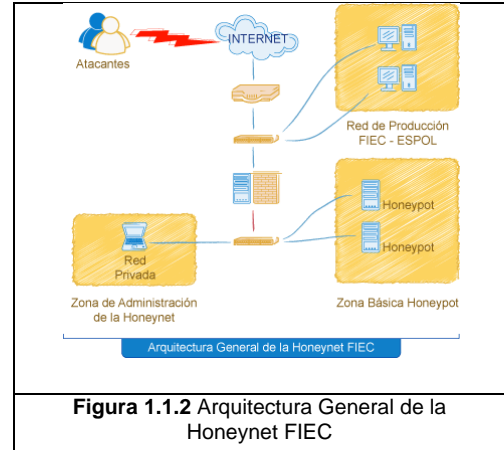 INTERNET
Atacantes
Red de Producción
FIEC - ESPOL
Honeypot
Honeypot
Red
Privada
Zona de Administración
de la Honeynet
Zona Básica Honeypot
Arquitectura General de la Honeynet FIEC
Figura 1.1.2 Arquitectura General de la
Honeynet FIEC